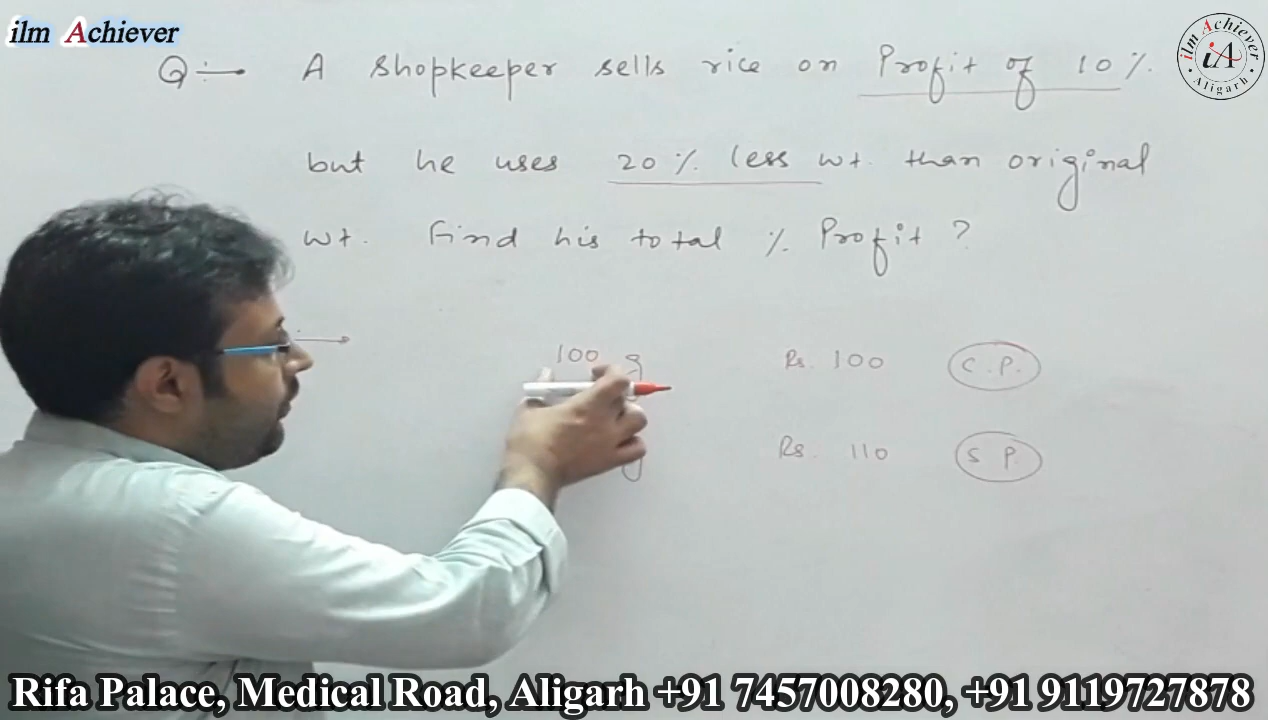 ilm Achiever
ilm Achiever
iA
Aligarh
Q:→ A Shopkeeper sells rice on Profit of 10 %.
but he uses 20 % less wt. than original
wt. Find his total % Profit ?
100 g Rs. 100 C.P.
Rs. 110 S P.
Rifa Palace, Medical Road, Aligarh +91 7457008280, +91 9119727878